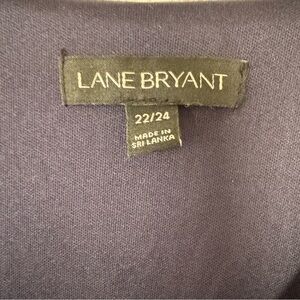 LANE BRYANT
22/24
MADE IN
SRI LANKA